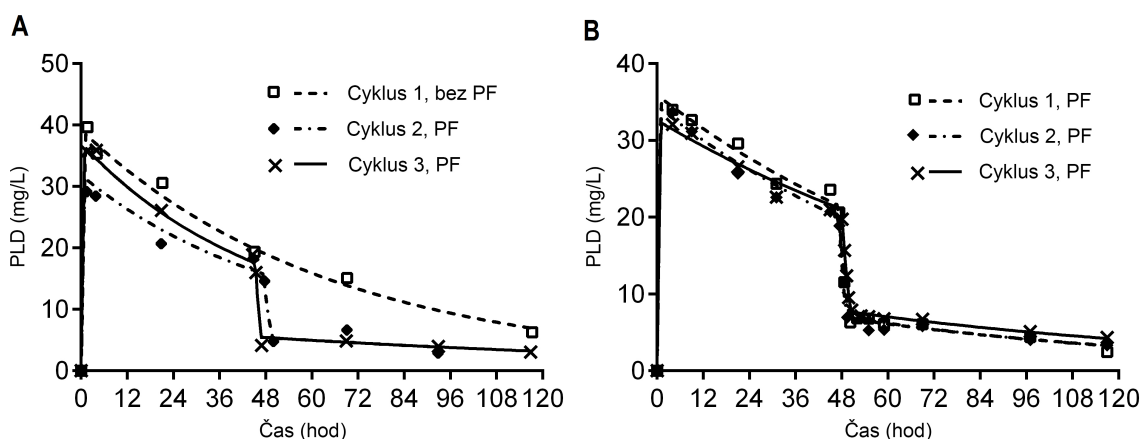 A
50
40
30
20
10
0
PLD (mg/L)
Cyklus 1, bez PF
Cyklus 2, PF
Cyklus 3, PF
0 12 24 36 48 60 72 84 96 108 120
Čas (hod)
B
40
30
20
10
0
PLD (mg/L)
Cyklus 1, PF
Cyklus 2, PF
Cyklus 3, PF
0 12 24 36 48 60 72 84 96 108 120
Čas (hod)